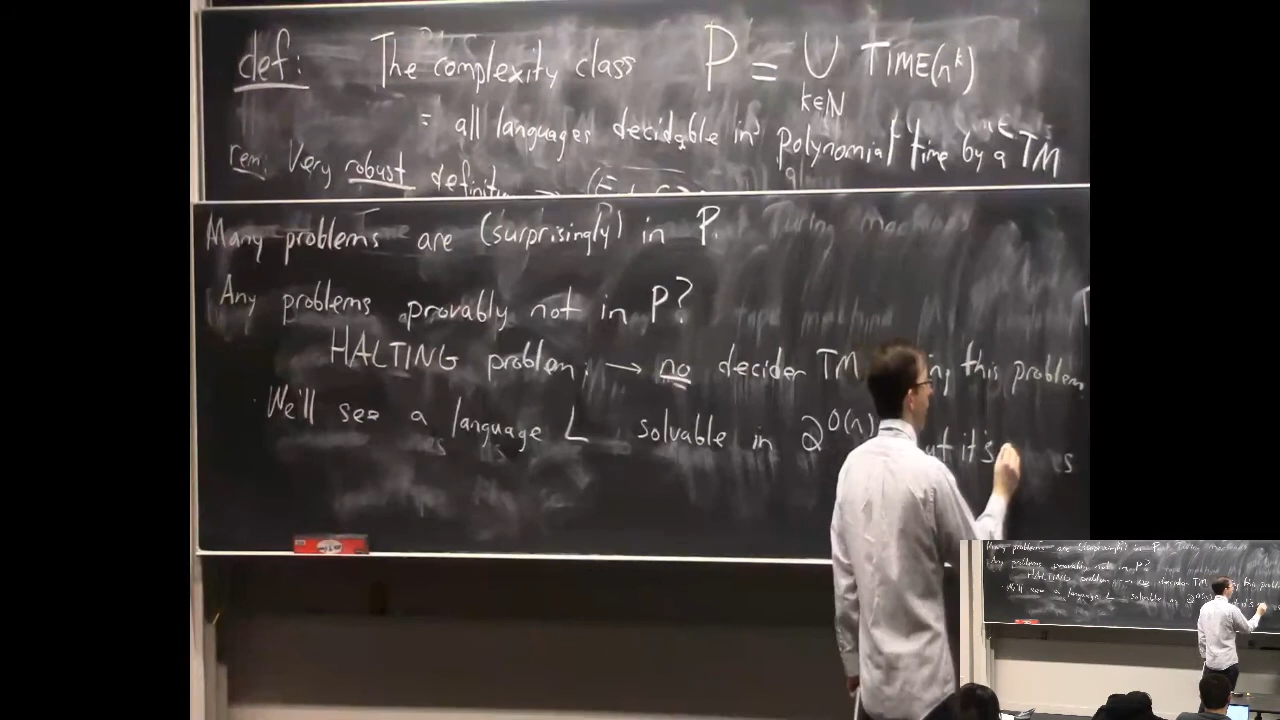 def: The complexity class P = ∪ TIME(n^k)
k∈ℕ
= all languages decidable in polynomial time by a TM
rem: Very robust
Many problems are (surprisingly) in P.
Any problems provably not in P?
HALTING problem; → no decider TM this problem
We'll see a language L solvable in 2^O(n) it's